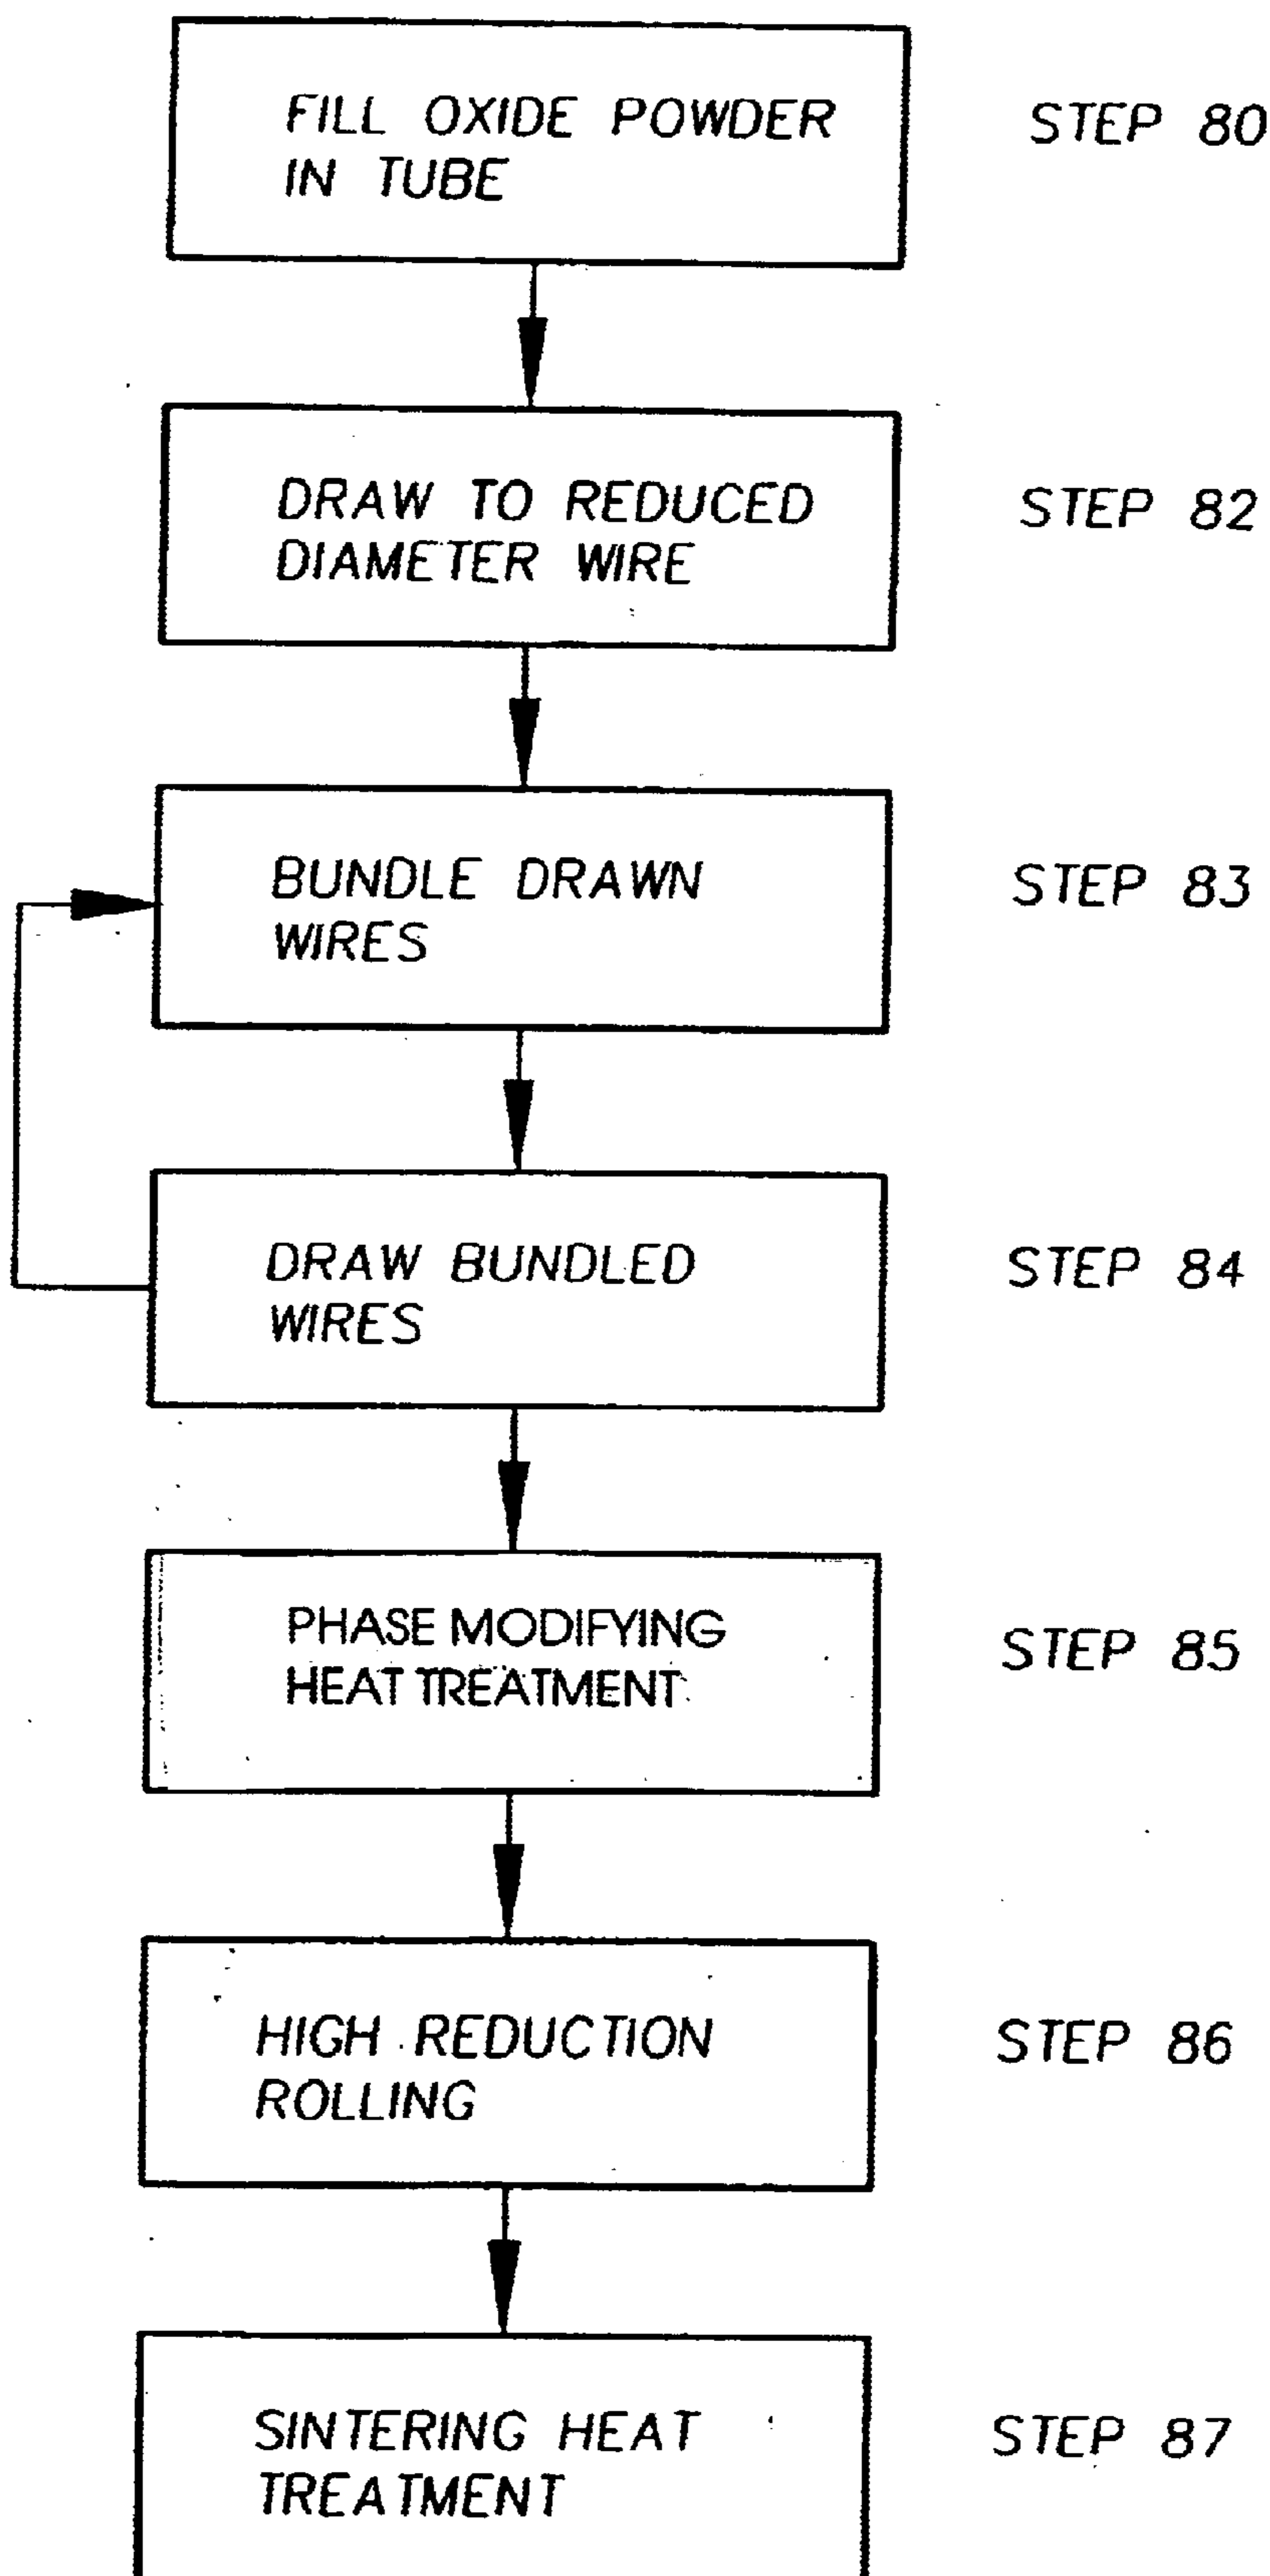 FILL OXIDE POWDER
IN TUBE
STEP 80
DRAW TO REDUCED
DIAMETER WIRE
STEP 82
BUNDLE DRAWN
WIRES
STEP 83
DRAW BUNDLED
WIRES
STEP 84
PHASE MODIFYING
HEAT TREATMENT
STEP 85
HIGH REDUCTION
ROLLING
STEP 86
SINTERING HEAT
TREATMENT
STEP 87